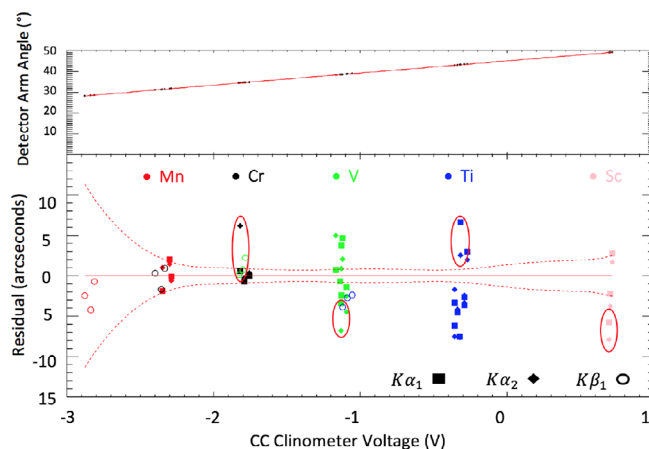 Detector Arm Angle (°)
50
40
30
20
10
Mn
Cr
V
Ti
Sc
Residual (arcseconds)
10
5
0
5
-10
15
Kα₁
Kα₂
Kβ₁
-3
-2
-1
0
1
CC Clinometer Voltage (V)